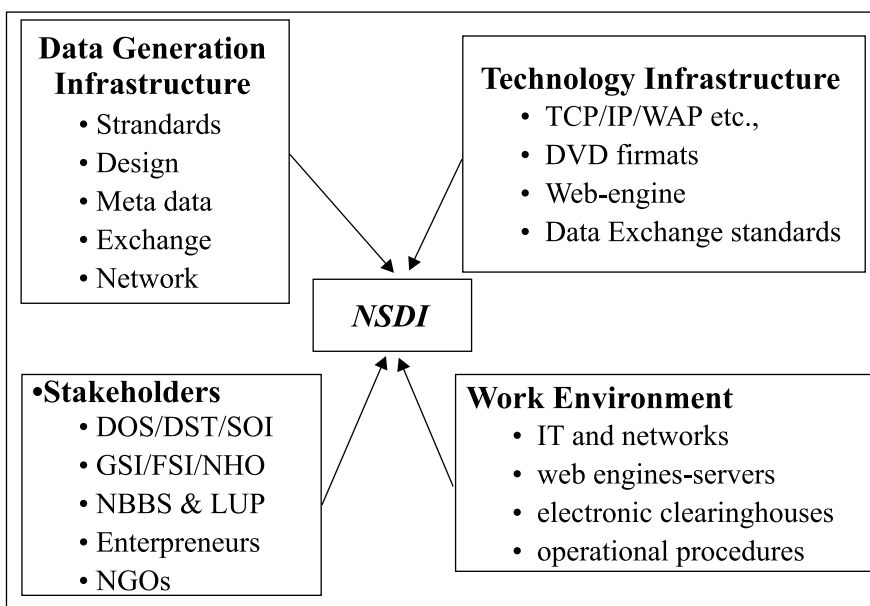 Data Generation
Infrastructure
• Strandards
• Design
• Meta data
• Exchange
• Network
Technology Infrastructure
• TCP/IP/WAP etc.,
• DVD firmats
• Web-engine
• Data Exchange standards
NSDI
•Stakeholders
• DOS/DST/SOI
• GSI/FSI/NHO
• NBBS & LUP
• Enterpreneurs
• NGOs
Work Environment
• IT and networks
• web engines-servers
• electronic clearinghouses
• operational procedures